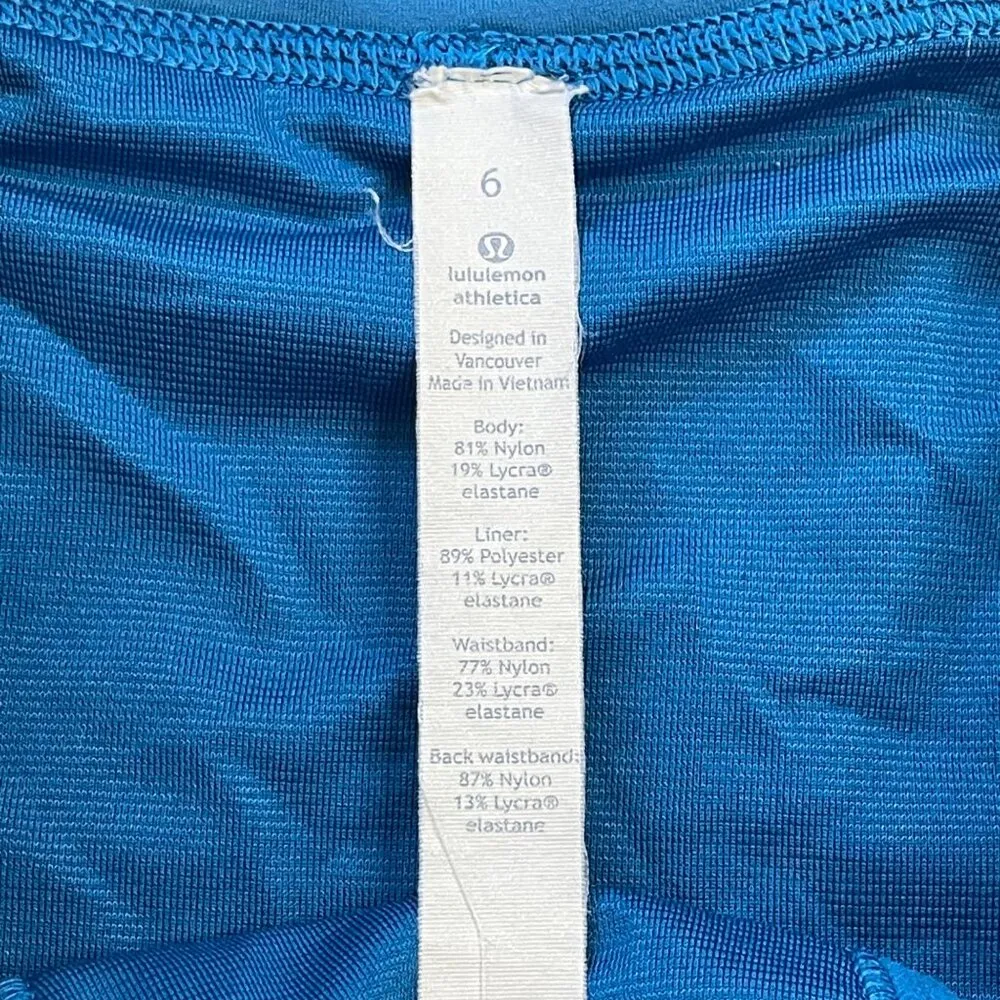 6
lululemon
athletica
Designed in
Vancouver
Made in Vietnam
Body:
81% Nylon
19% Lycra®
elastane
Liner:
89% Polyester
11% Lycra®
elastane
Waistband:
77% Nylon
23% Lycra®
elastane
Back waistband:
87% Nylon
13% Lycra®
elastane